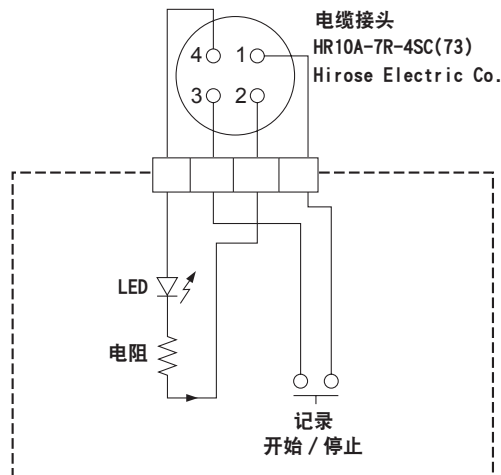 电缆接头
HR10A-7R-4SC(73)
Hirose Electric Co.
4 1
3 2
LED
电阻
记录
开始 / 停止